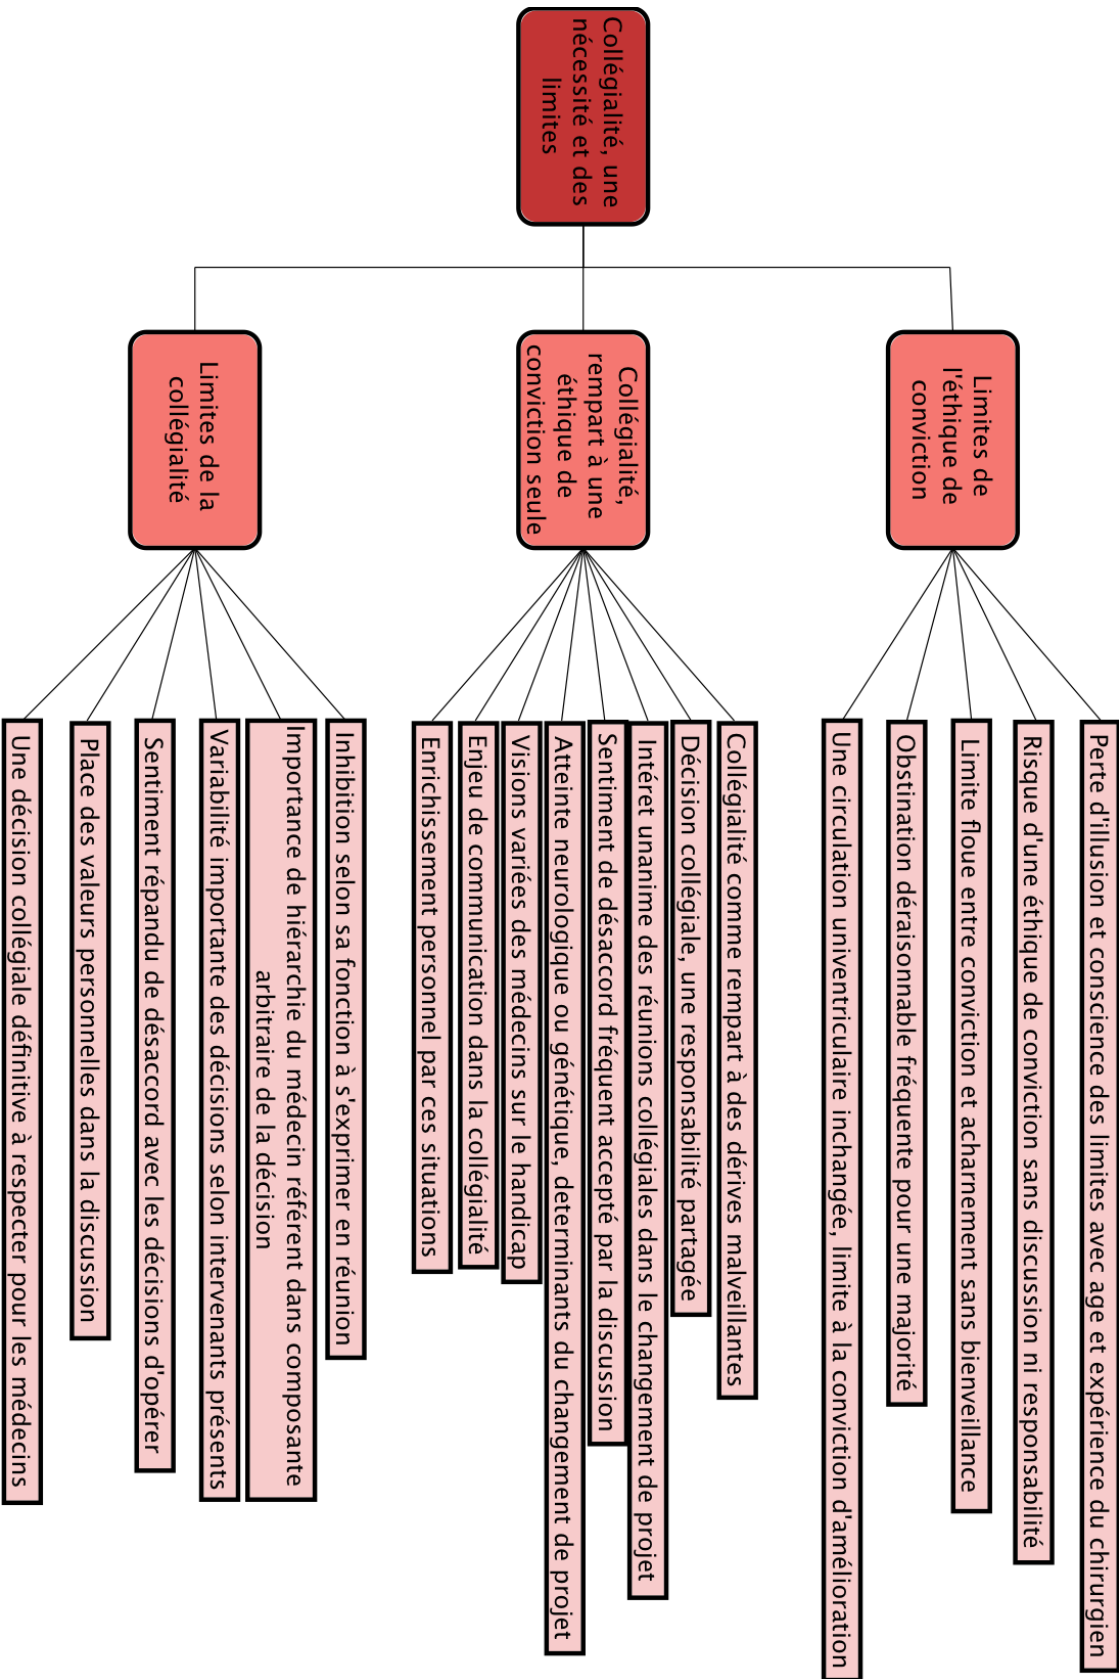 Collégialité, une
nécessité et des
limites
Limites de
l'éthique de
conviction
Perte d'illusion et conscience des limites avec age et expérience du chirurgien
Risque d'une éthique de conviction sans discussion ni responsabilité
Limite floue entre conviction et acharnement sans bienveillance
Obstination déraisonnable fréquente pour une majorité
Une circulation univentriculaire inchangée, limite à la conviction d'amélioration
Collégialité,
rempart à une
éthique de
conviction seule
Collégialité comme rempart à des dérives malveillantes
Décision collégiale, une responsabilité partagée
Intéret unanime des réunions collégiales dans le changement de projet
Sentiment de désaccord fréquent accepté par la discussion
Atteinte neurologique ou génétique, determinants du changement de projet
Visions variées des médecins sur le handicap
Enjeu de communication dans la collégialité
Enrichissement personnel par ces situations
Limites de la
collégialité
Inhibition selon sa fonction à s'exprimer en réunion
Importance de hiérarchie du médecin référent dans composante
arbitraire de la décision
Variabilité importante des décisions selon intervenants présents
Sentiment répandu de désaccord avec les décisions d'opérer
Place des valeurs personnelles dans la discussion
Une décision collégiale définitive à respecter pour les médecins